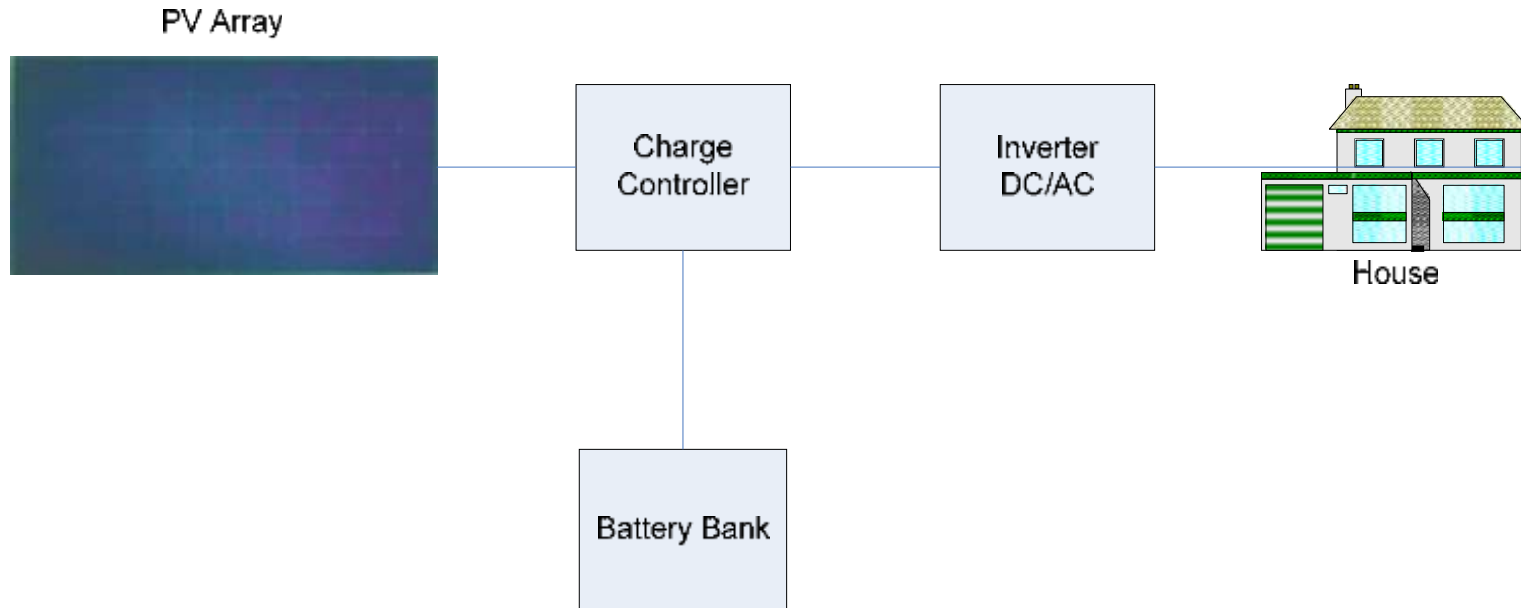 PV Array
Charge
Controller
Inverter
DC/AC
House
Battery Bank